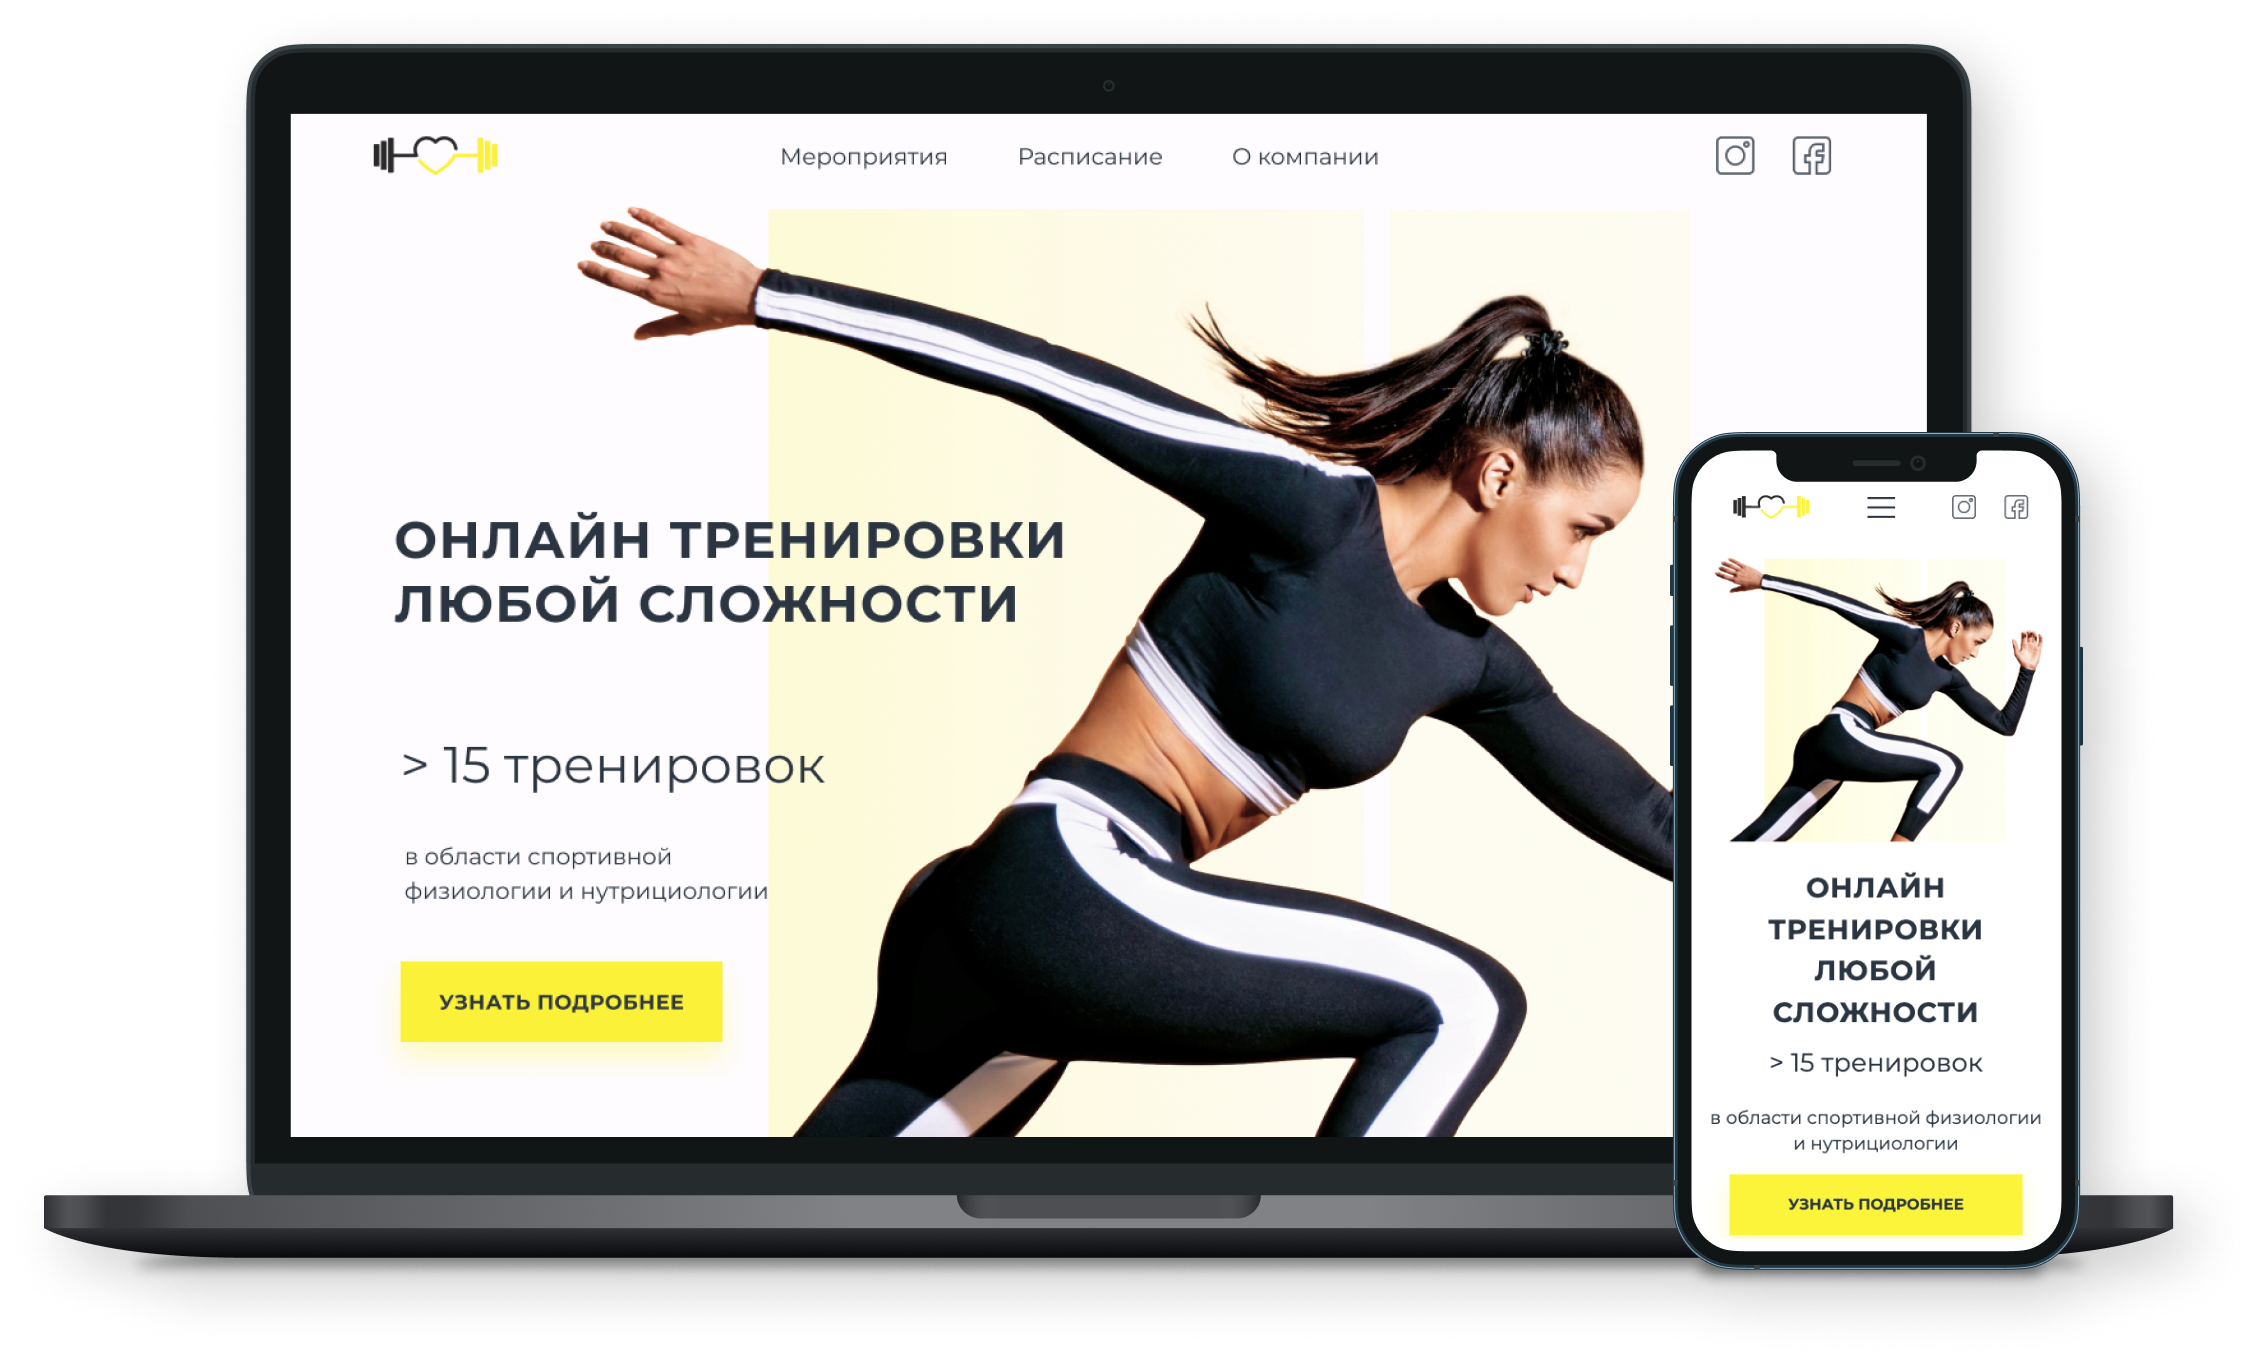 Мероприятия Расписание О компании
ОНЛАЙН ТРЕНИРОВКИ
ЛЮБОЙ СЛОЖНОСТИ
> 15 тренировок
в области спортивной
физиологии и нутрициологии
УЗНАТЬ ПОДРОБНЕЕ
ОНЛАЙН
ТРЕНИРОВКИ
ЛЮБОЙ
СЛОЖНОСТИ
> 15 тренировок
в области спортивной физиологии
и нутрициологии
УЗНАТЬ ПОДРОБНЕЕ